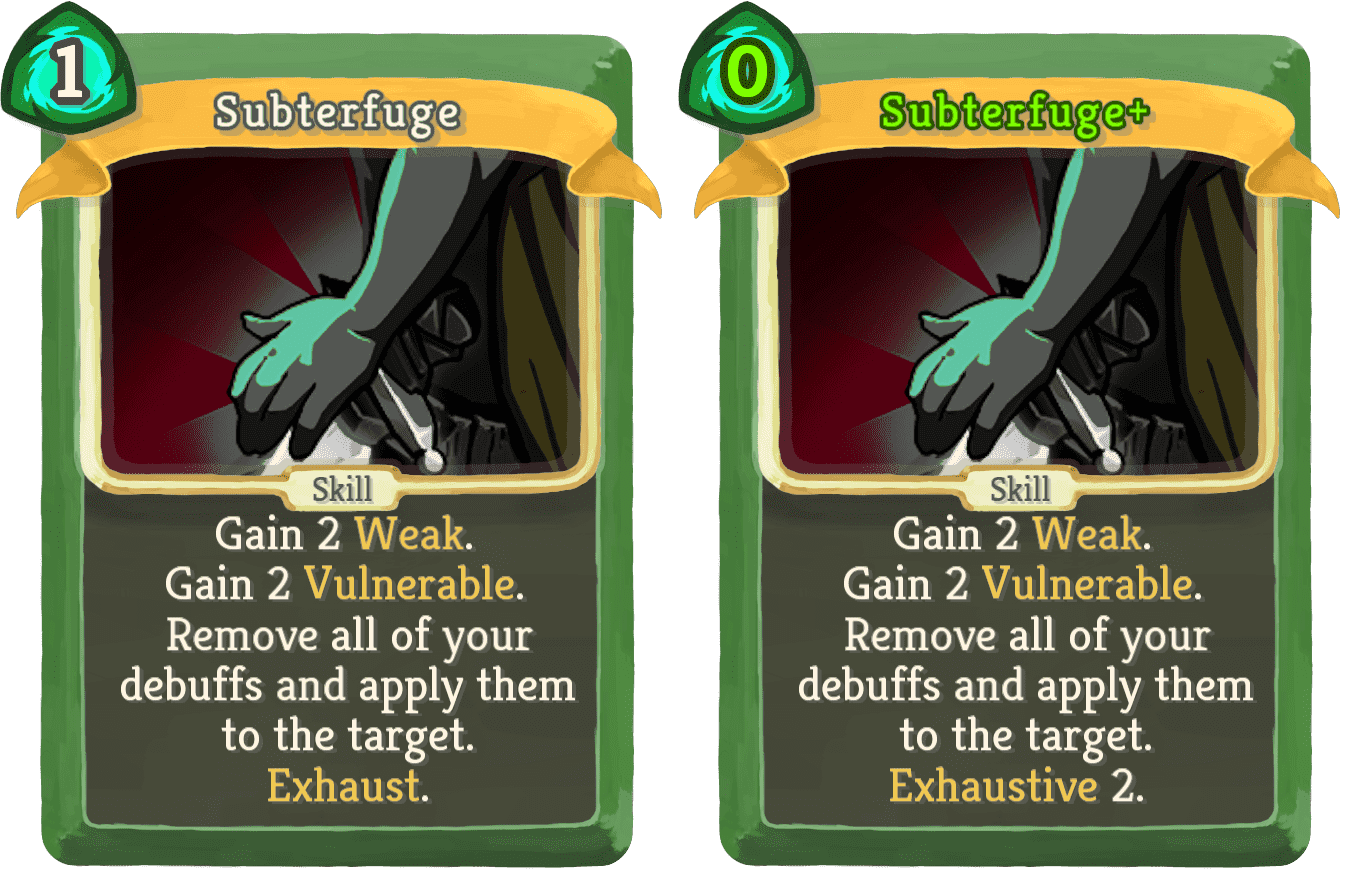 1
Subterfuge
Skill
Gain 2 Weak.
Gain 2 Vulnerable.
Remove all of your
debuffs and apply them
to the target.
Exhaust.
0
Subterfuge+
Skill
Gain 2 Weak.
Gain 2 Vulnerable.
Remove all of your
debuffs and apply them
to the target.
Exhaustive 2.